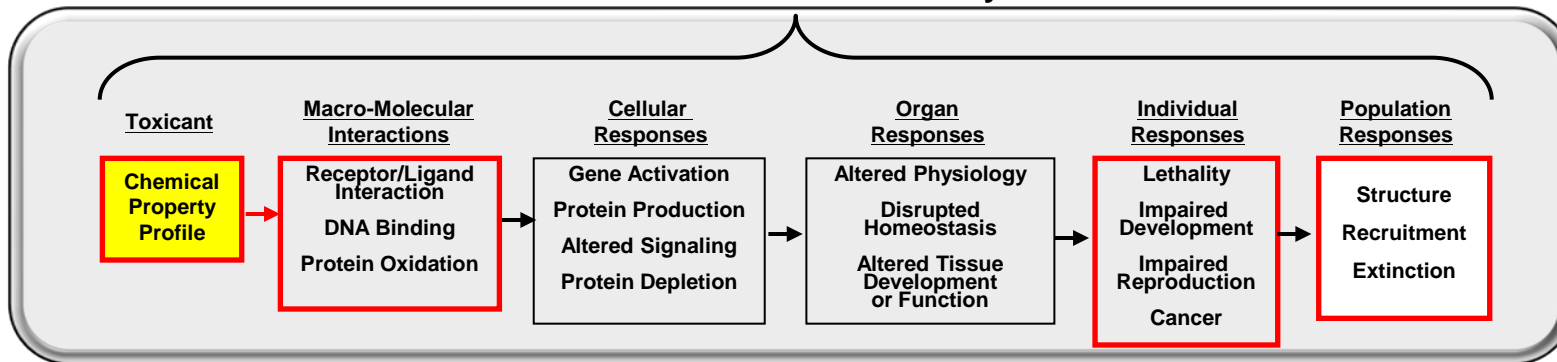 Toxicant
Chemical
Property
Profile
Macro-Molecular
Interactions
Receptor/Ligand
Interaction
DNA Binding
Protein Oxidation
Cellular
Responses
Gene Activation
Protein Production
Altered Signaling
Protein Depletion
Organ
Responses
Altered Physiology
Disrupted
Homeostasis
Altered Tissue
Development
or Function
Individual
Responses
Lethality
Impaired
Development
Impaired
Reproduction
Cancer
Population
Responses
Structure
Recruitment
Extinction